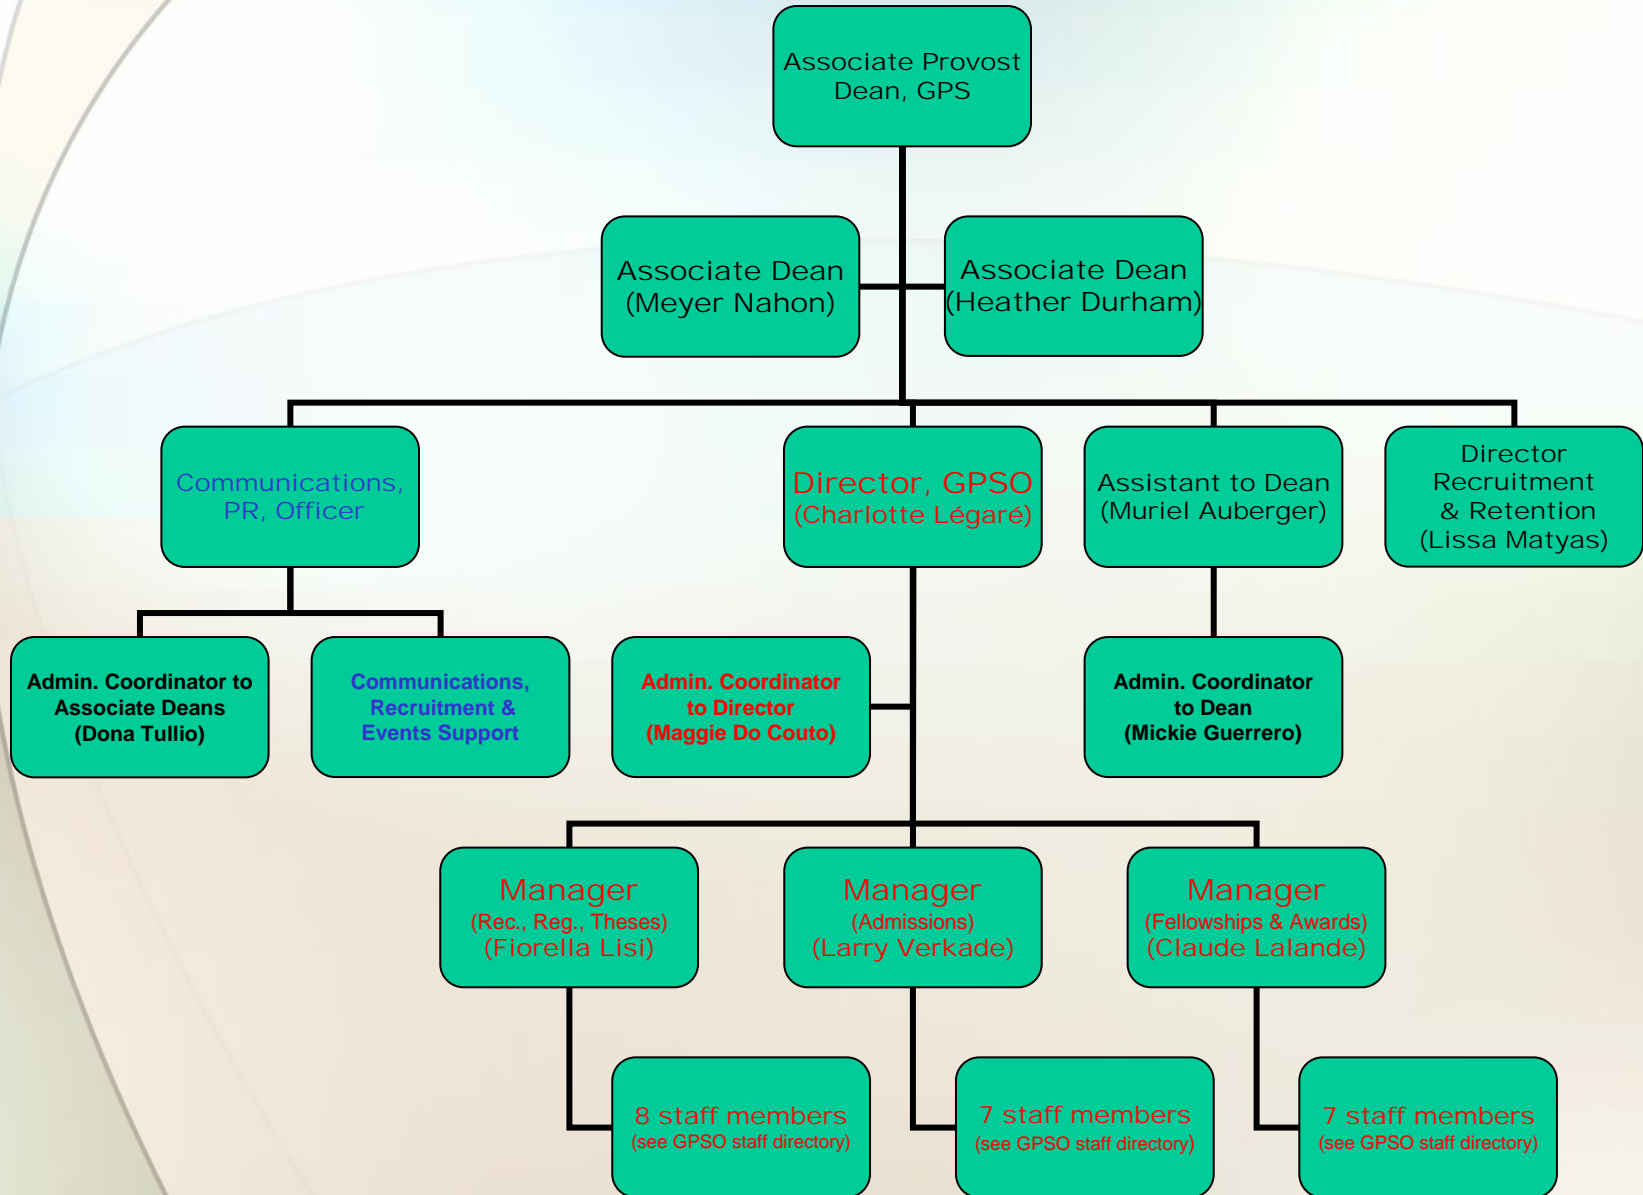 Associate Provost
Dean, GPS
Associate Dean
(Meyer Nahon)
Associate Dean
(Heather Durham)
Communications,
PR, Officer
Director, GPSO
(Charlotte Légaré)
Assistant to Dean
(Muriel Auberger)
Director
Recruitment
& Retention
(Lissa Matyas)
Admin. Coordinator to
Associate Deans
(Dona Tullio)
Communications,
Recruitment &
Events Support
Admin. Coordinator
to Director
(Maggie Do Couto)
Admin. Coordinator
to Dean
(Mickie Guerrero)
Manager
(Rec., Reg., Theses)
(Fiorella Lisi)
Manager
(Admissions)
(Larry Verkade)
Manager
(Fellowships & Awards)
(Claude Lalande)
8 staff members
(see GPSO staff directory)
7 staff members
(see GPSO staff directory)
7 staff members
(see GPSO staff directory)